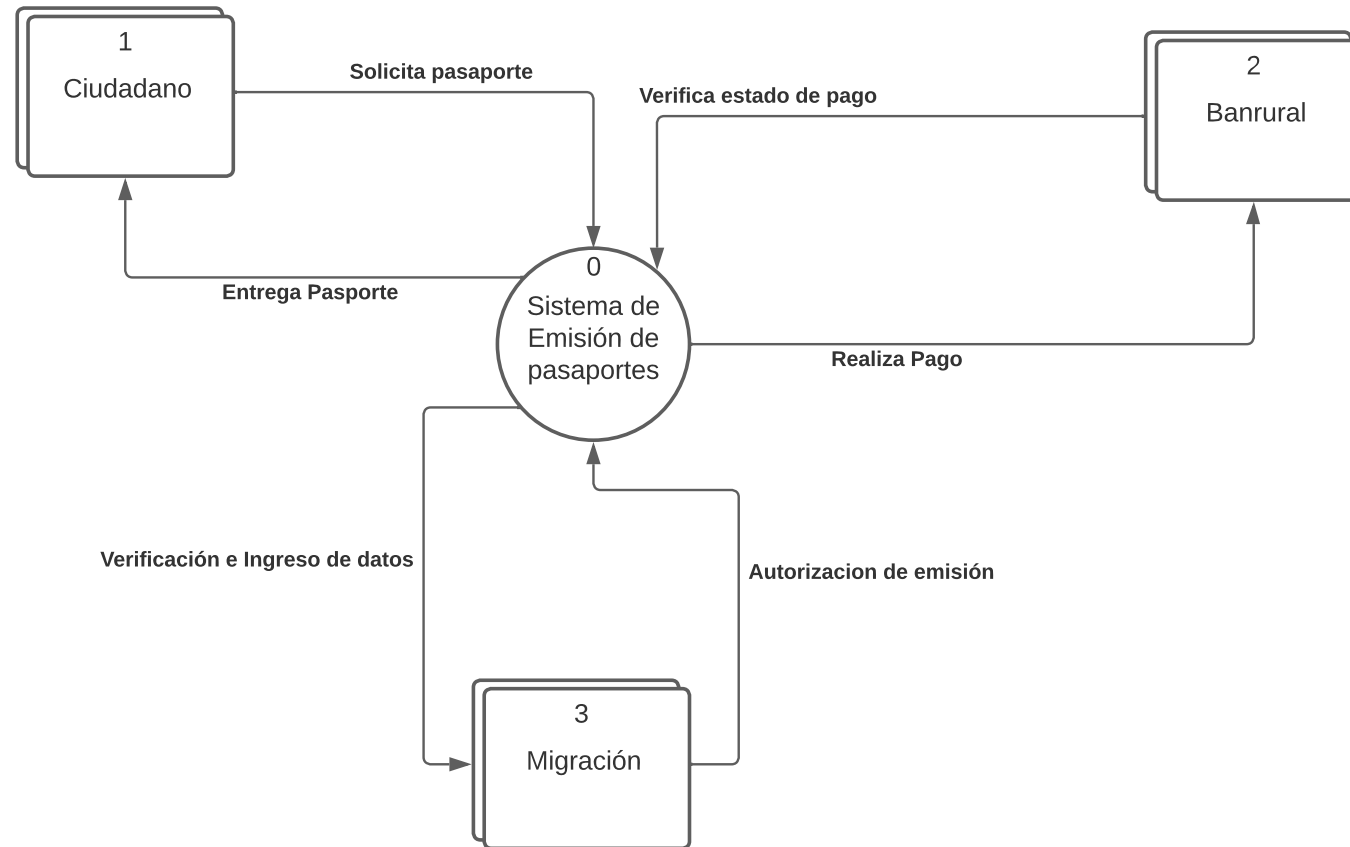 1
Ciudadano
Solicita pasaporte
2
Banrural
Verifica estado de pago
Entrega Pasporte
0
Sistema de
Emisión de
pasaportes
Realiza Pago
Verificación e Ingreso de datos
Autorizacion de emisión
3
Migración